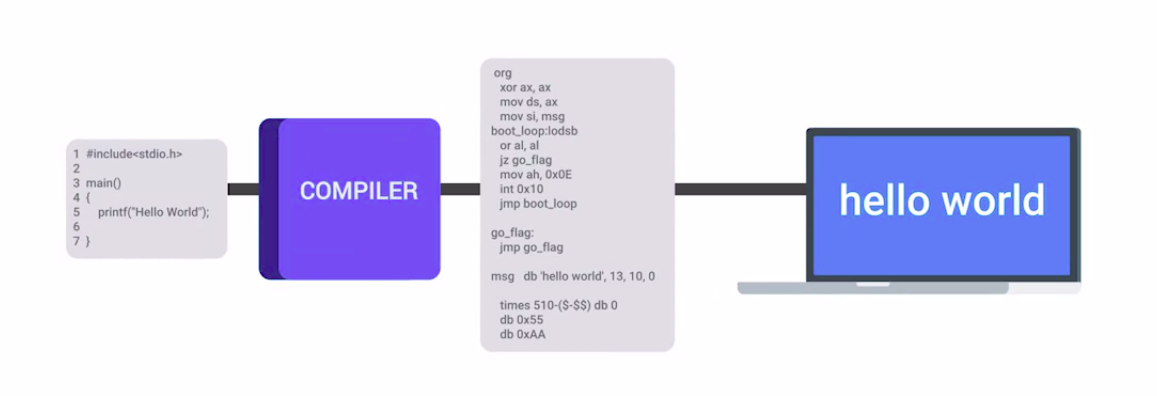 1 #include<stdio.h>
2
3 main()
4 {
5 printf("Hello World");
6
7 }
COMPILER
org
xor ax, ax
mov ds, ax
mov si, msg
boot_loop:lodsb
or al, al
jz go_flag
mov ah, 0x0E
int 0x10
jmp boot_loop
go_flag:
jmp go_flag
msg db 'hello world', 13, 10, 0
times 510-($-$$) db 0
db 0x55
db 0xAA
hello world